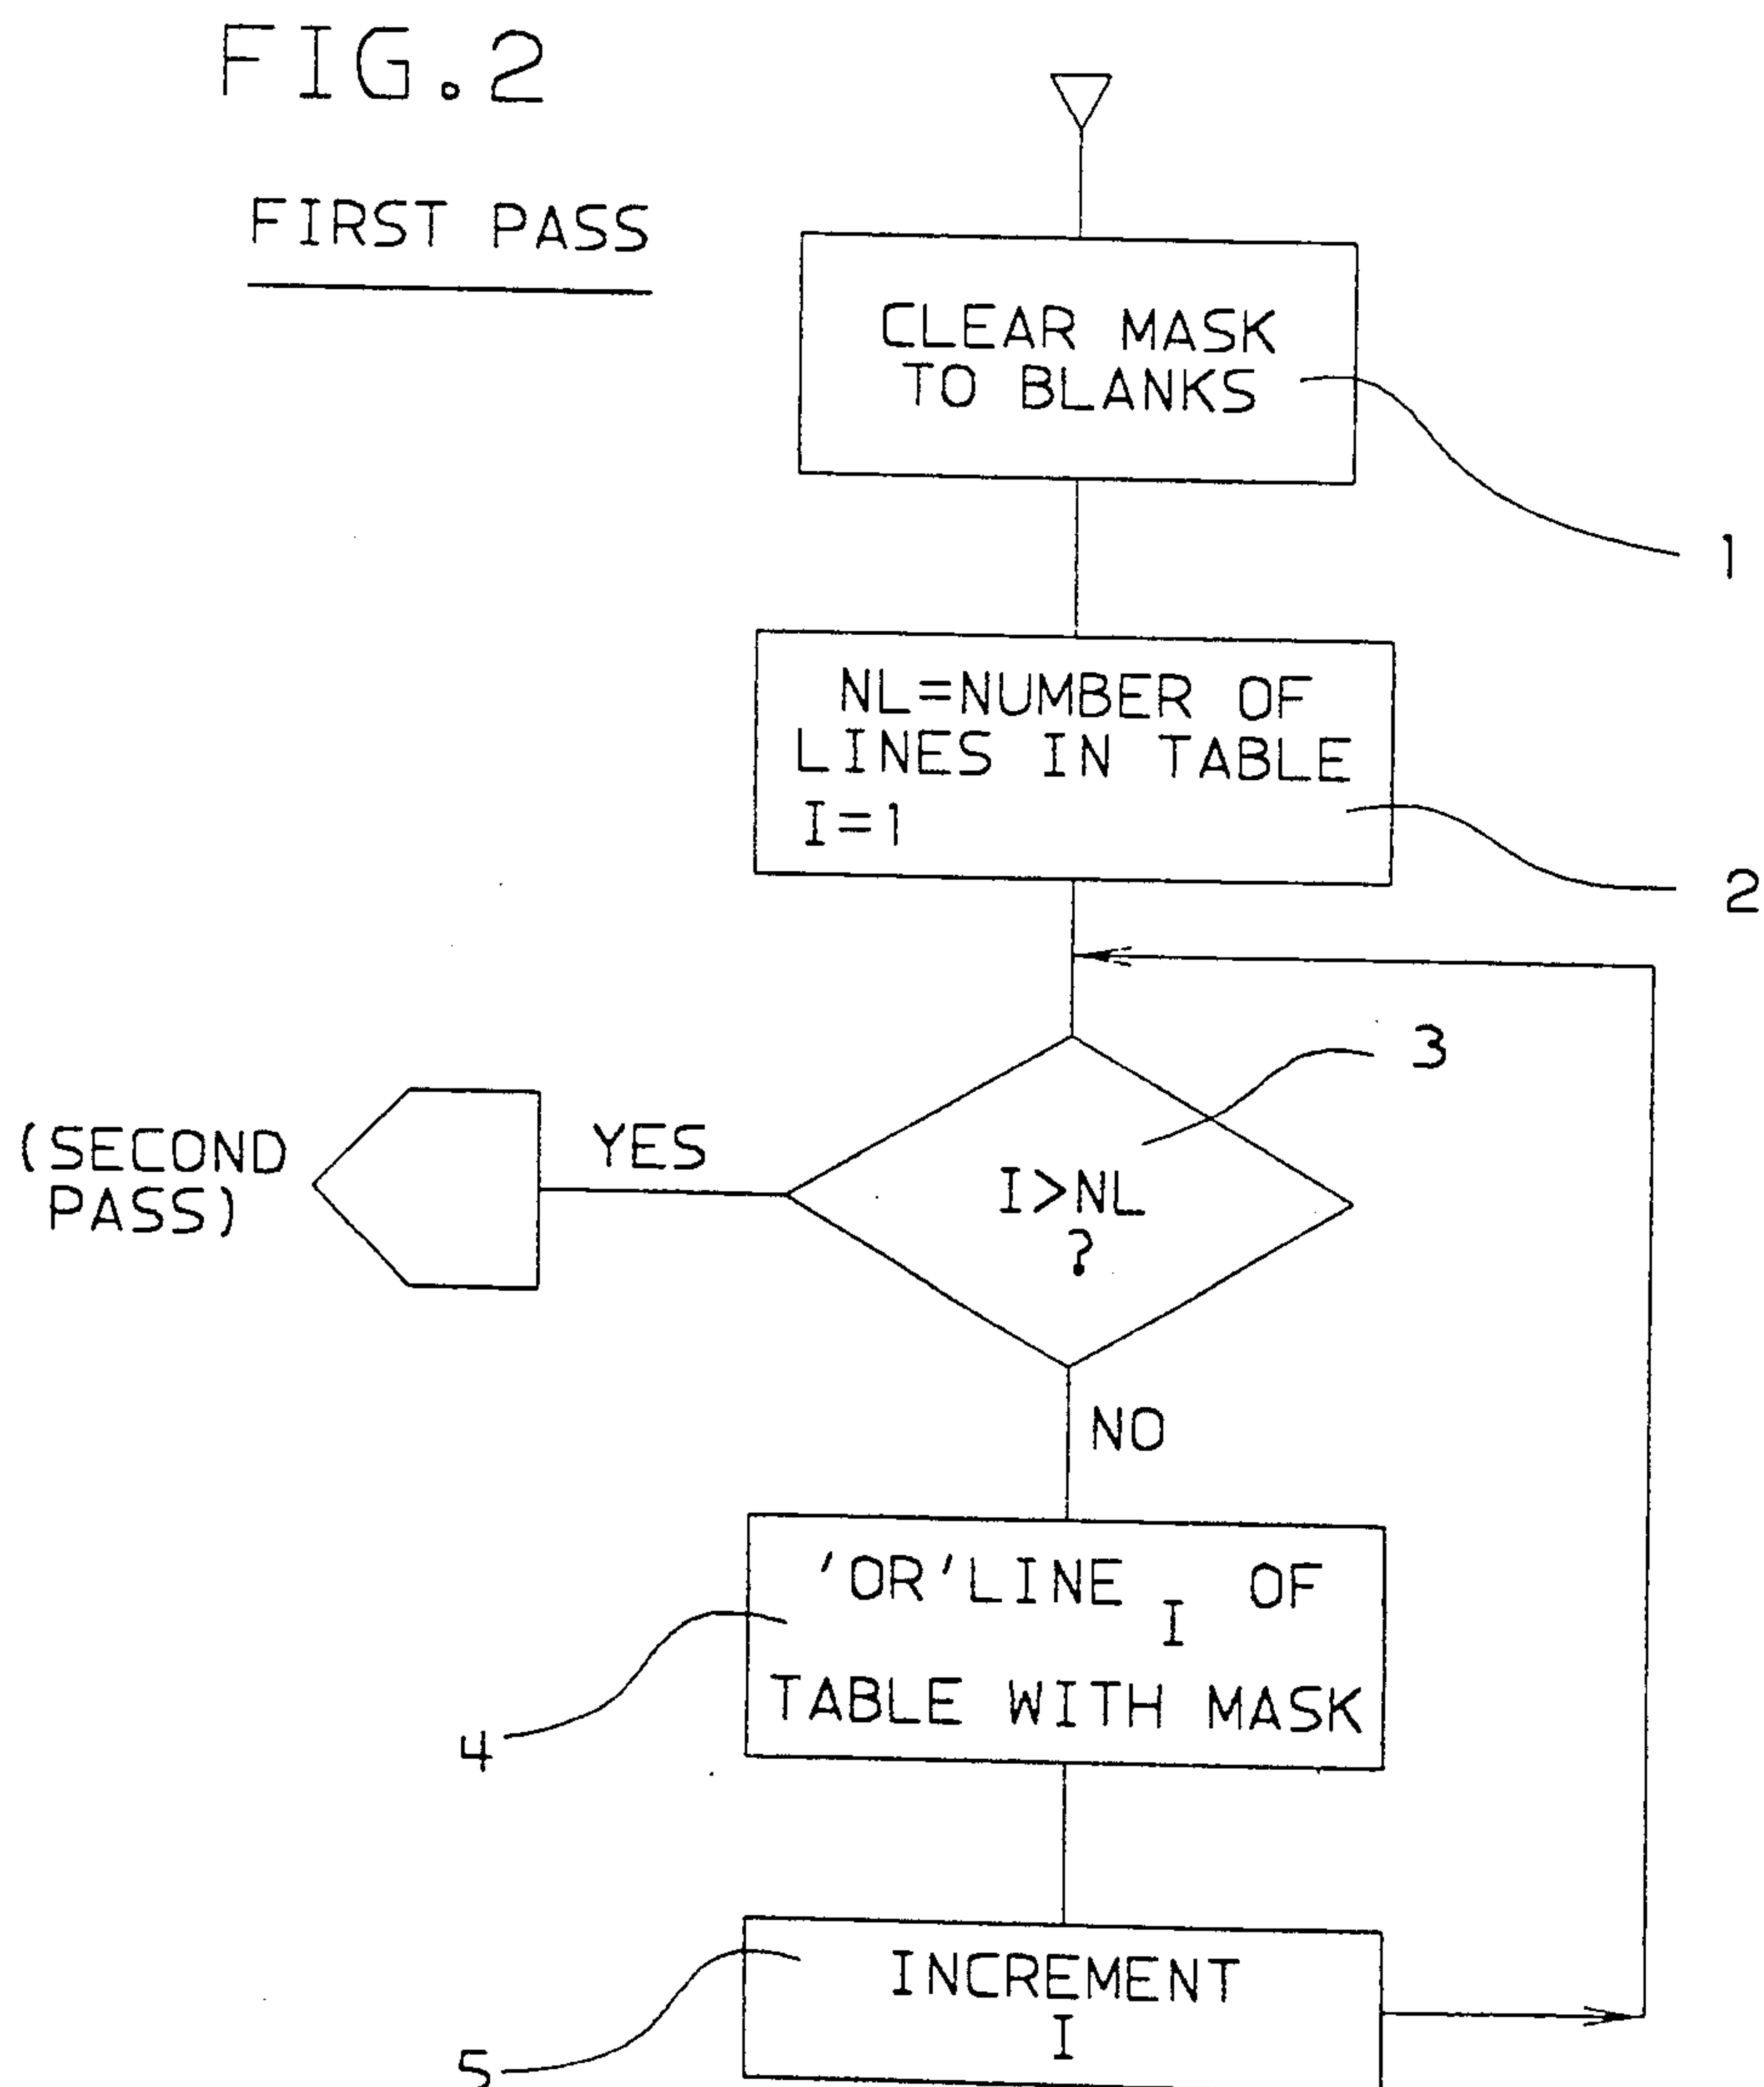 FIG.2
FIRST PASS
CLEAR MASK
TO BLANKS
1
NL=NUMBER OF
LINES IN TABLE
I=1
2
3
(SECOND
PASS)
YES
I>NL
?
NO
'OR'LINE I OF
TABLE WITH MASK
4
INCREMENT
I
5